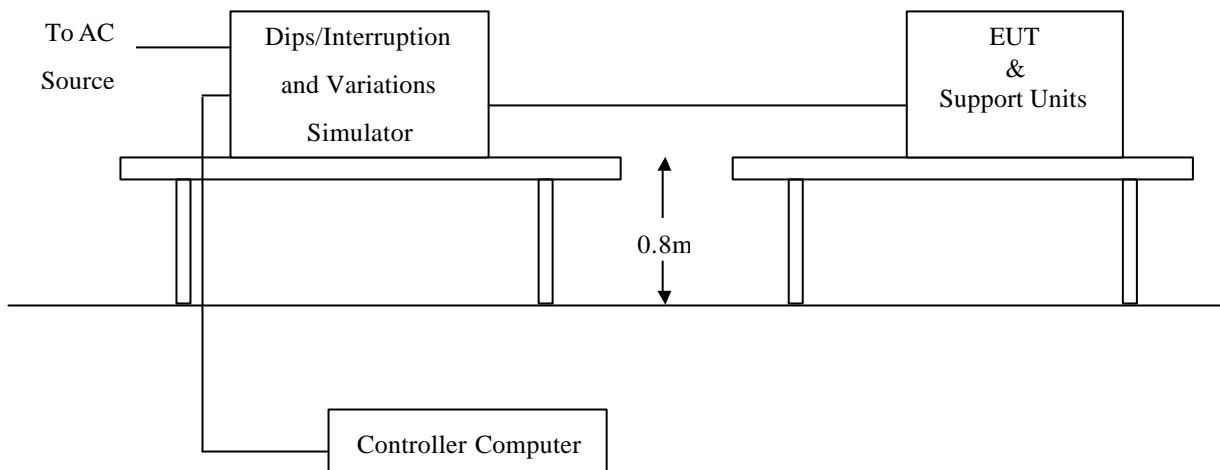 To AC
Source
Dips/Interruption
and Variations
Simulator
EUT
&
Support Units
0.8m
Controller Computer